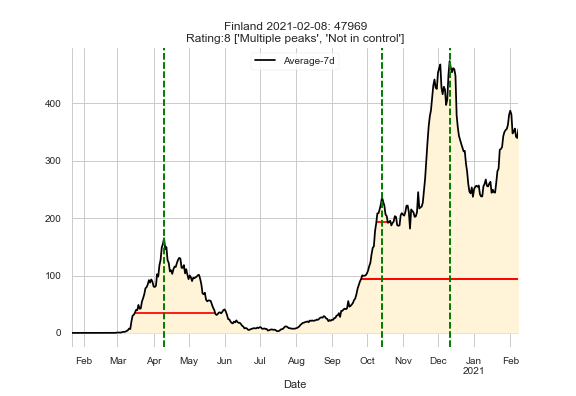 Finland 2021-02-08: 47969
Rating:8 ['Multiple peaks', 'Not in control']
Average-7d
400
300
200
100
0
Feb Mar Apr May Jun Jul Aug Sep Oct Nov Dec Jan Feb
2021
Date